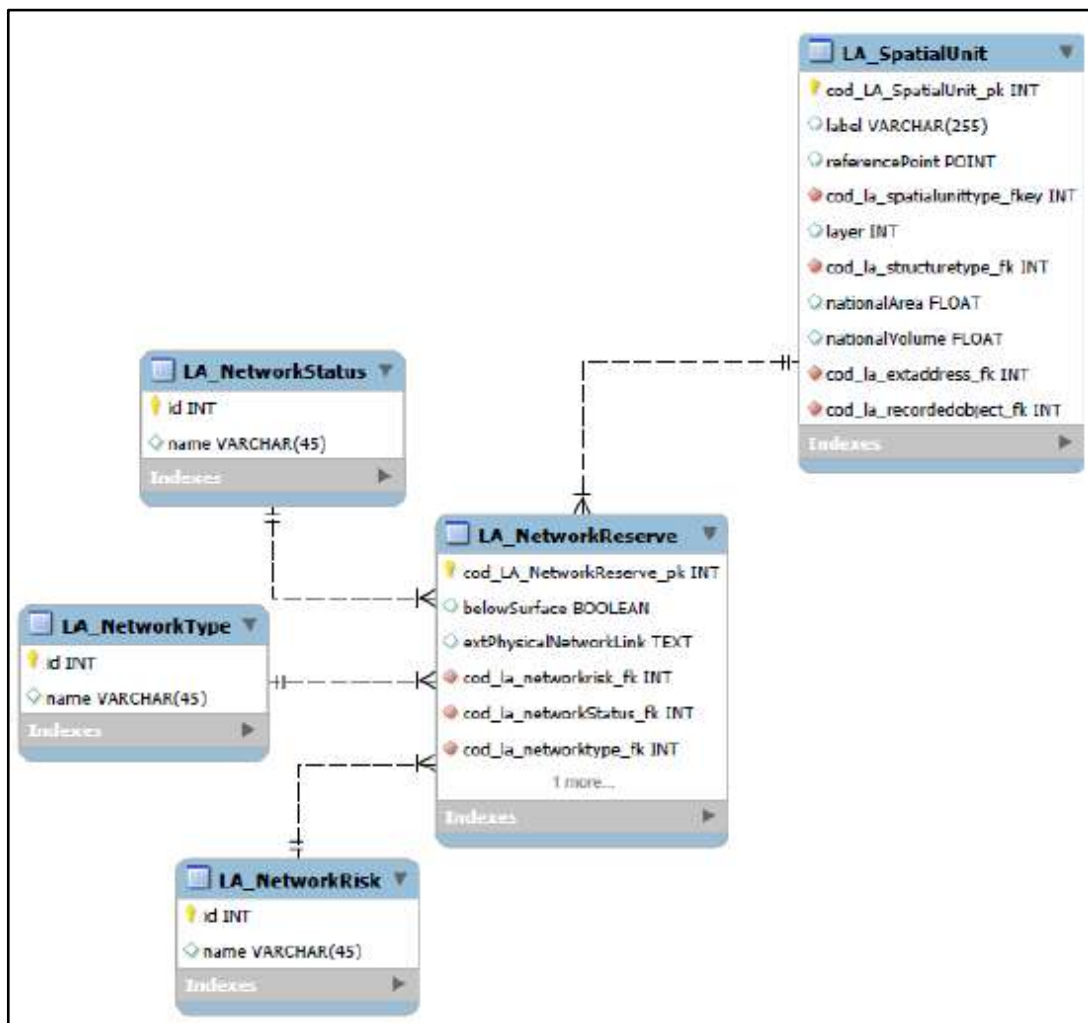 LA_SpatialUnit
cod_LA_SpatialUnit_pk INT
label VARCHAR(255)
referencePoint POINT
cod_la_spatialunittype_fkey INT
layer INT
cod_la_structuretype_fk INT
nationalArea FLOAT
nationalVolume FLOAT
cod_la_extaddress_fk INT
cod_la_recordedobject_fk INT
Indexes
LA_NetworkStatus
id INT
name VARCHAR(45)
Indexes
LA_NetworkReserve
cod_LA_NetworkReserve_pk INT
belowSurface BOOLEAN
extPhysicalNetworkLink TEXT
cod_la_networkrisk_fk INT
cod_la_networkStatus_fk INT
cod_la_networktype_fk INT
1 more...
Indexes
LA_NetworkType
id INT
name VARCHAR(45)
Indexes
LA_NetworkRisk
id INT
name VARCHAR(45)
Indexes